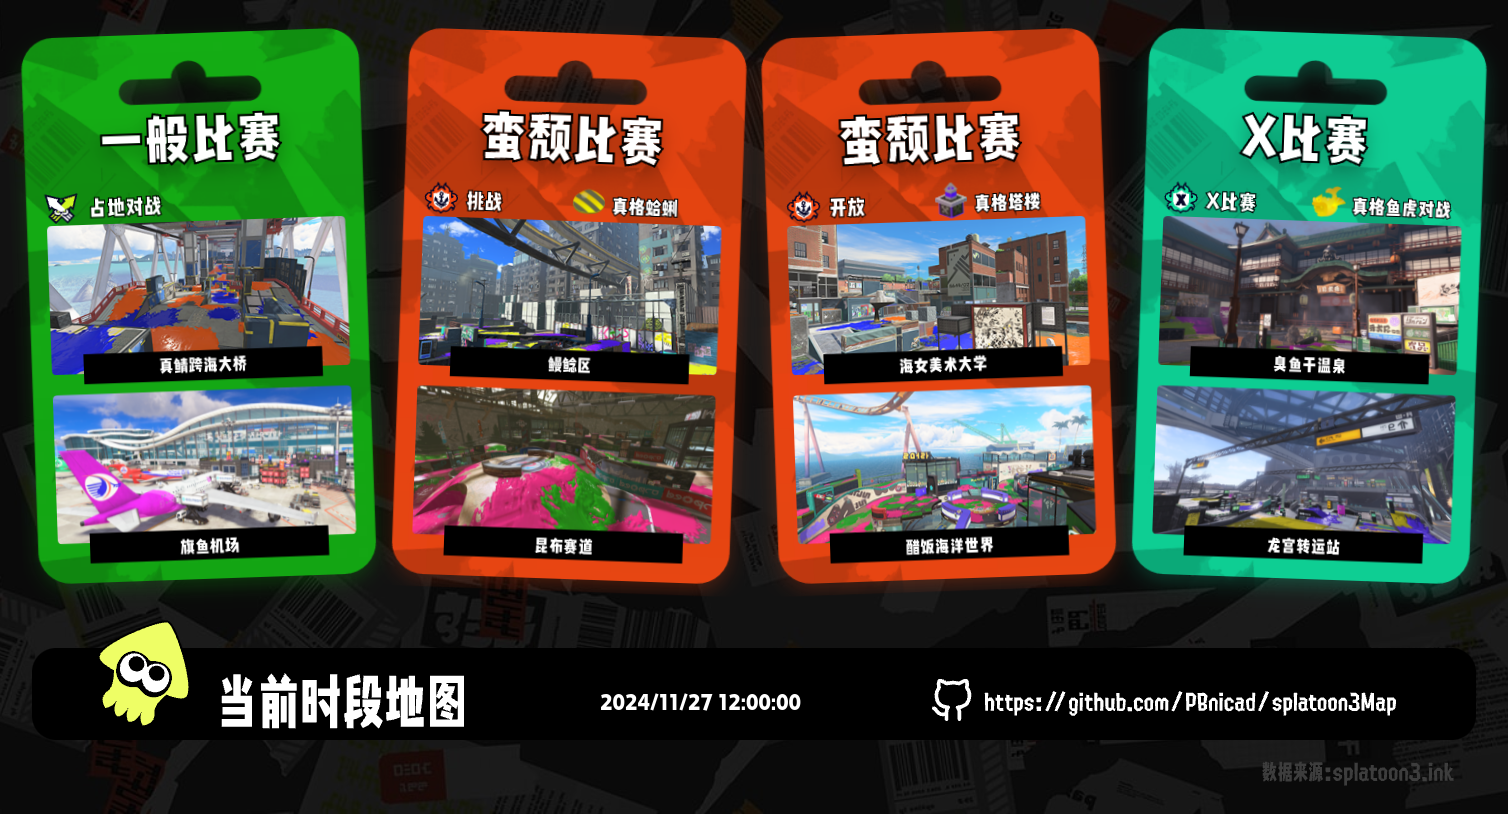 一般比赛
占地对战
真鲭跨海大桥
旗鱼机场
蛮颓比赛
挑战
真格蛤蜊
鳗鲶区
昆布赛道
蛮颓比赛
开放
真格塔楼
海女美术大学
醋饭海洋世界
X比赛
X比赛
真格鱼虎对战
臭鱼干温泉
龙宫转运站
当前时段地图
2024/11/27 12:00:00
https://github.com/PBnicad/splatoon3Map
数据来源:splatoon3.ink